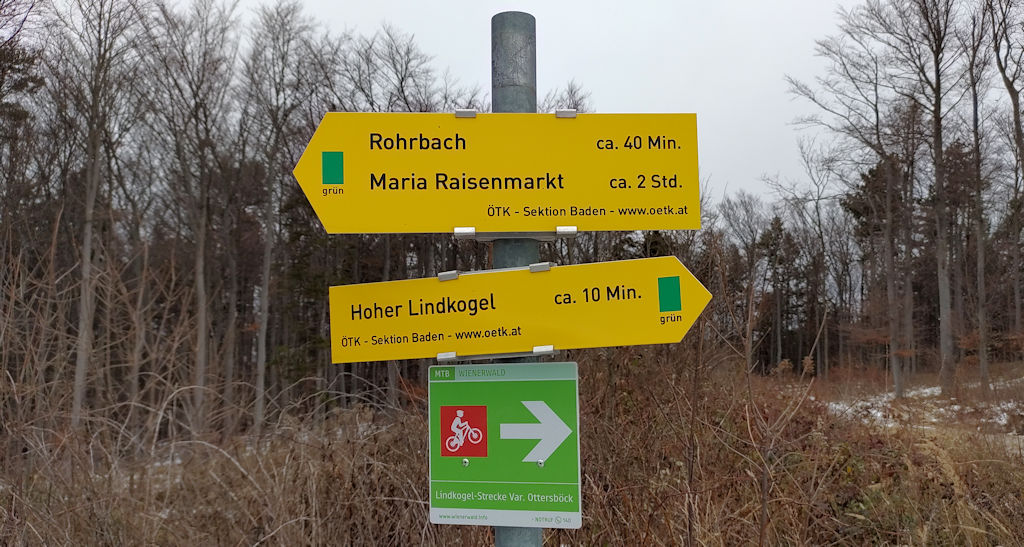 Rohrbach ca. 40 Min.
grün
Maria Raisenmarkt ca. 2 Std.
ÖTK - Sektion Baden - www.oetk.at
Hoher Lindkogel ca. 10 Min.
grün
ÖTK - Sektion Baden - www.oetk.at
MTB WIENERWALD
Lindkogel-Strecke Var. Ottersböck
www.wienerwald.info - NOTRUF 140